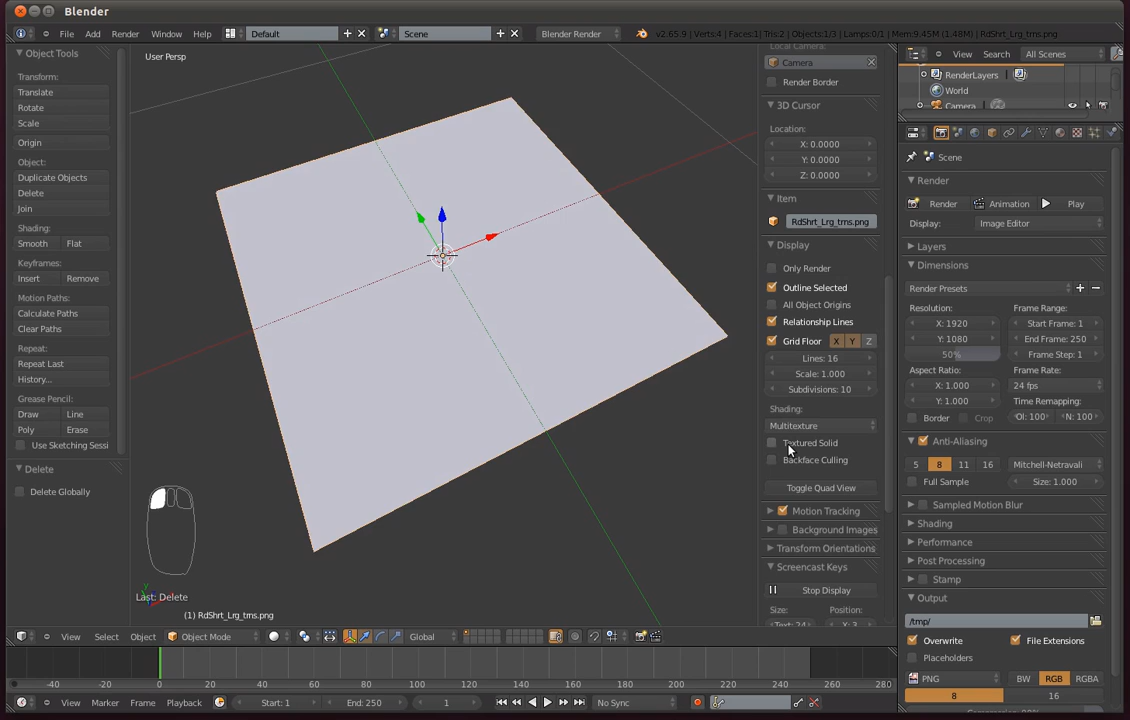 Blender
File Add Render Window Help Default Scene Blender Render v2.65.9 | Verts:4 | Faces:1 | Tris:2 | Objects:1/3 | Lamps:0/1 | Mem:9.45M (1.48M) | RdShrt_Lrg_trns.png
Object Tools
Transform:
Translate
Rotate
Scale
Origin
Object:
Duplicate Objects
Delete
Join
Shading:
Smooth Flat
Keyframes:
Insert Remove
Motion Paths:
Calculate Paths
Clear Paths
Repeat:
Repeat Last
History...
Grease Pencil:
Draw Line
Poly Erase
Use Sketching Sessi
Delete
Delete Globally
User Persp
Last: Delete
(1) RdShrt_Lrg_trns.png
Local Camera:
Camera
Render Border
3D Cursor
Location:
X: 0.0000
Y: 0.0000
Z: 0.0000
Item
RdShrt_Lrg_trns.png
Display
Only Render
Outline Selected
All Object Origins
Relationship Lines
Grid Floor X Y Z
Lines: 16
Scale: 1.000
Subdivisions: 10
Shading:
Multitexture
Textured Solid
Backface Culling
Toggle Quad View
Motion Tracking
Background Images
Transform Orientations
Screencast Keys
Stop Display
Size: Position:
View Search All Scenes
RenderLayers
World
Camera
Scene
Render
Render Animation Play
Display: Image Editor
Layers
Dimensions
Render Presets
Resolution: Frame Range:
X: 1920 Start Frame: 1
Y: 1080 End Frame: 250
50% Frame Step: 1
Aspect Ratio: Frame Rate:
X: 1.000 24 fps
Y: 1.000 Time Remapping:
Border Crop Ol: 100 N: 100
Anti-Aliasing
5 8 11 16 Mitchell-Netravali
Full Sample Size: 1.000
Sampled Motion Blur
Shading
Performance
Post Processing
Stamp
Output
/tmp/
Overwrite File Extensions
Placeholders
PNG BW RGB RGBA
8 16
View Select Object Object Mode Global
-40 -20 0 20 40 60 80 100 120 140 160 180 200 220 240 260 280
View Marker Frame Playback Start: 1 End: 250 1 No Sync